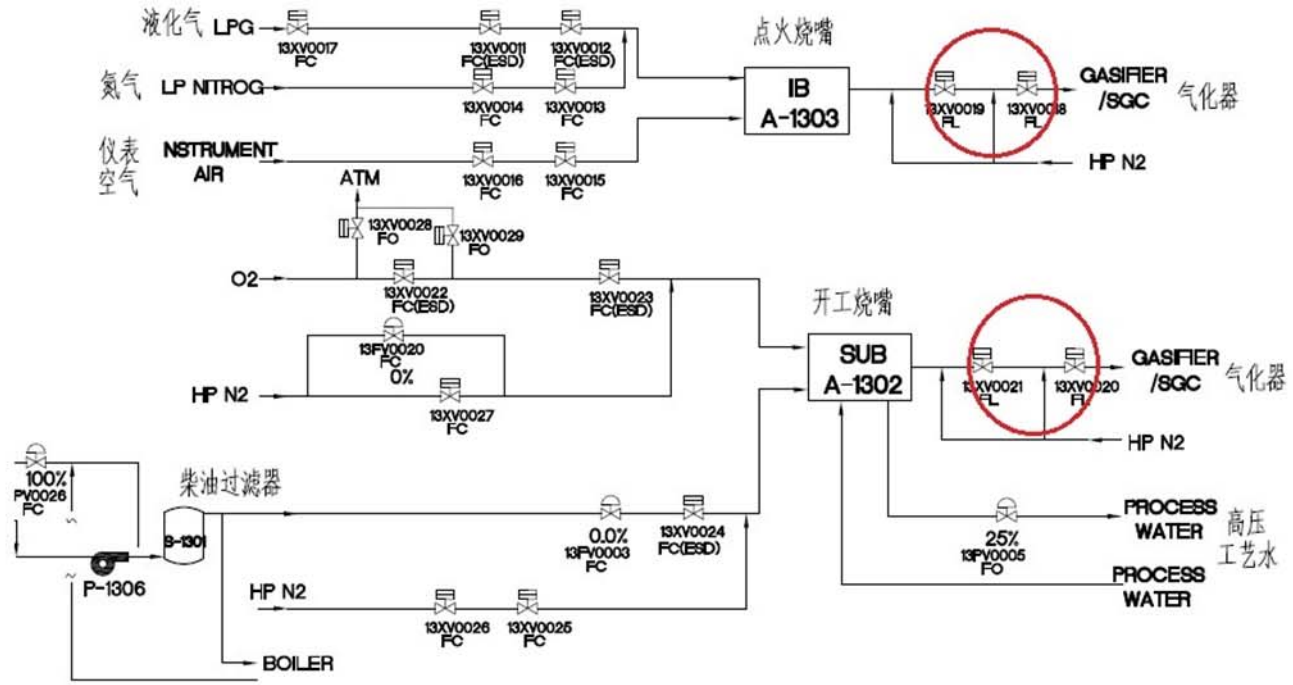 液化气 LPG
13XV0017
FC
13XV0011
FC(ESD)
13XV0012
FC(ESD)
氮气 LP NITROG
13XV0014
FC
13XV0013
FC
仪表
空气
NSTRUMENT
AIR
13XV0016
FC
13XV0015
FC
点火烧嘴
IB
A-1303
13XV0019
FL
13XV0018
FL
GASIFIER
/SGC
气化器
HP N2
ATM
13XV0028
FO
13XV0029
FO
O2
13XV0022
FC(ESD)
13XV0023
FC(ESD)
13FV0020
FC
0%
HP N2
13XV0027
FC
开工烧嘴
SUB
A-1302
13XV0021
FL
13XV0020
FL
GASIFIER
/SGC
气化器
HP N2
100%
PV0026
FC
柴油过滤器
S-1301
P-1306
0.0%
13FV0003
FC
13XV0024
FC(ESD)
HP N2
13XV0026
FC
13XV0025
FC
BOILER
25%
13PV0005
FO
PROCESS
WATER
高压
工艺水
PROCESS
WATER